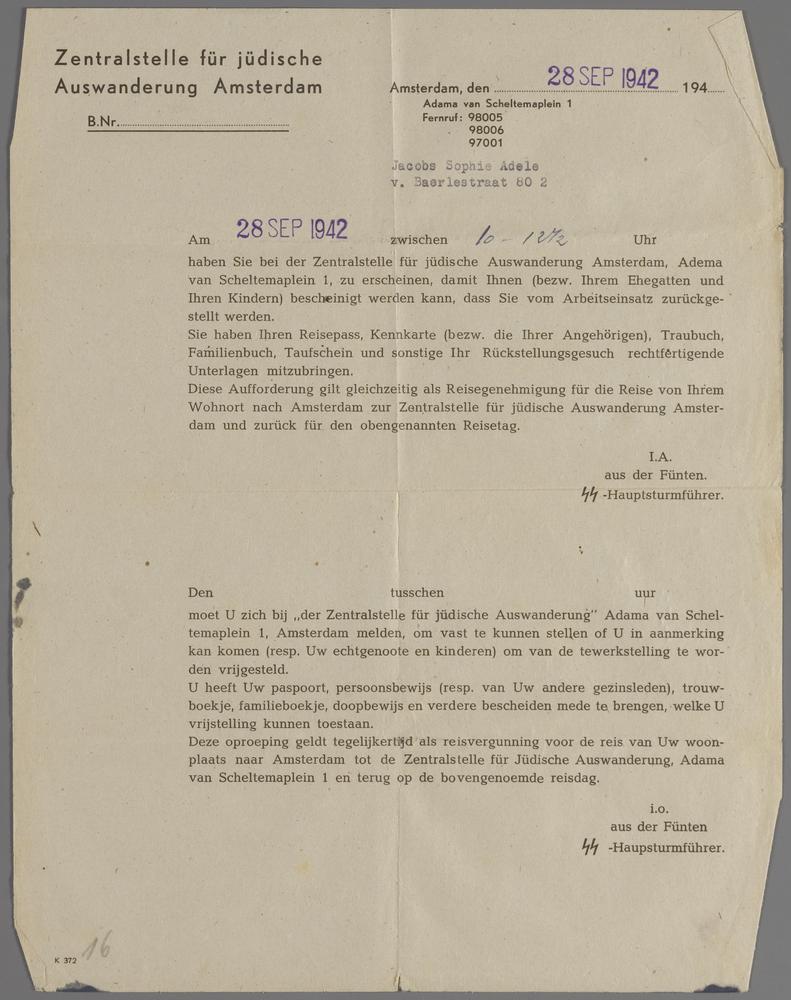 Zentralstelle für jüdische
Auswanderung Amsterdam
B.Nr.
Amsterdam, den 28 SEP 1942 194
Adama van Scheltemaplein 1
Fernruf: 98005
98006
97001
Jacobs Sophie Adele
v. Baerlestraat 80 2
Am 28 SEP 1942 zwischen 10 - 12½ Uhr
haben Sie bei der Zentralstelle für jüdische Auswanderung Amsterdam, Adema
van Scheltemaplein 1, zu erscheinen, damit Ihnen (bezw. Ihrem Ehegatten und
Ihren Kindern) bescheinigt werden kann, dass Sie vom Arbeitseinsatz zurückge-
stellt werden.
Sie haben Ihren Reisepass, Kennkarte (bezw. die Ihrer Angehörigen), Traubuch,
Familienbuch, Taufschein und sonstige Ihr Rückstellungsgesuch rechtfertigende
Unterlagen mitzubringen.
Diese Aufforderung gilt gleichzeitig als Reisegenehmigung für die Reise von Ihrem
Wohnort nach Amsterdam zur Zentralstelle für jüdische Auswanderung Amster-
dam und zurück für den obengenannten Reisetag.
I.A.
aus der Fünten.
SS-Hauptsturmführer.
Den tusschen uur
moet U zich bij „der Zentralstelle für jüdische Auswanderung" Adama van Schel-
temaplein 1, Amsterdam melden, om vast te kunnen stellen of U in aanmerking
kan komen (resp. Uw echtgenoote en kinderen) om van de tewerkstelling te wor-
den vrijgesteld.
U heeft Uw paspoort, persoonsbewijs (resp. van Uw andere gezinsleden), trouw-
boekje, familieboekje, doopbewijs en verdere bescheiden mede te brengen, welke U
vrijstelling kunnen toestaan.
Deze oproeping geldt tegelijkertijd als reisvergunning voor de reis van Uw woon-
plaats naar Amsterdam tot de Zentralstelle für Jüdische Auswanderung, Adama
van Scheltemaplein 1 en terug op de bovengenoemde reisdag.
i.o.
aus der Fünten
SS-Haupsturmführer.
K 372 16